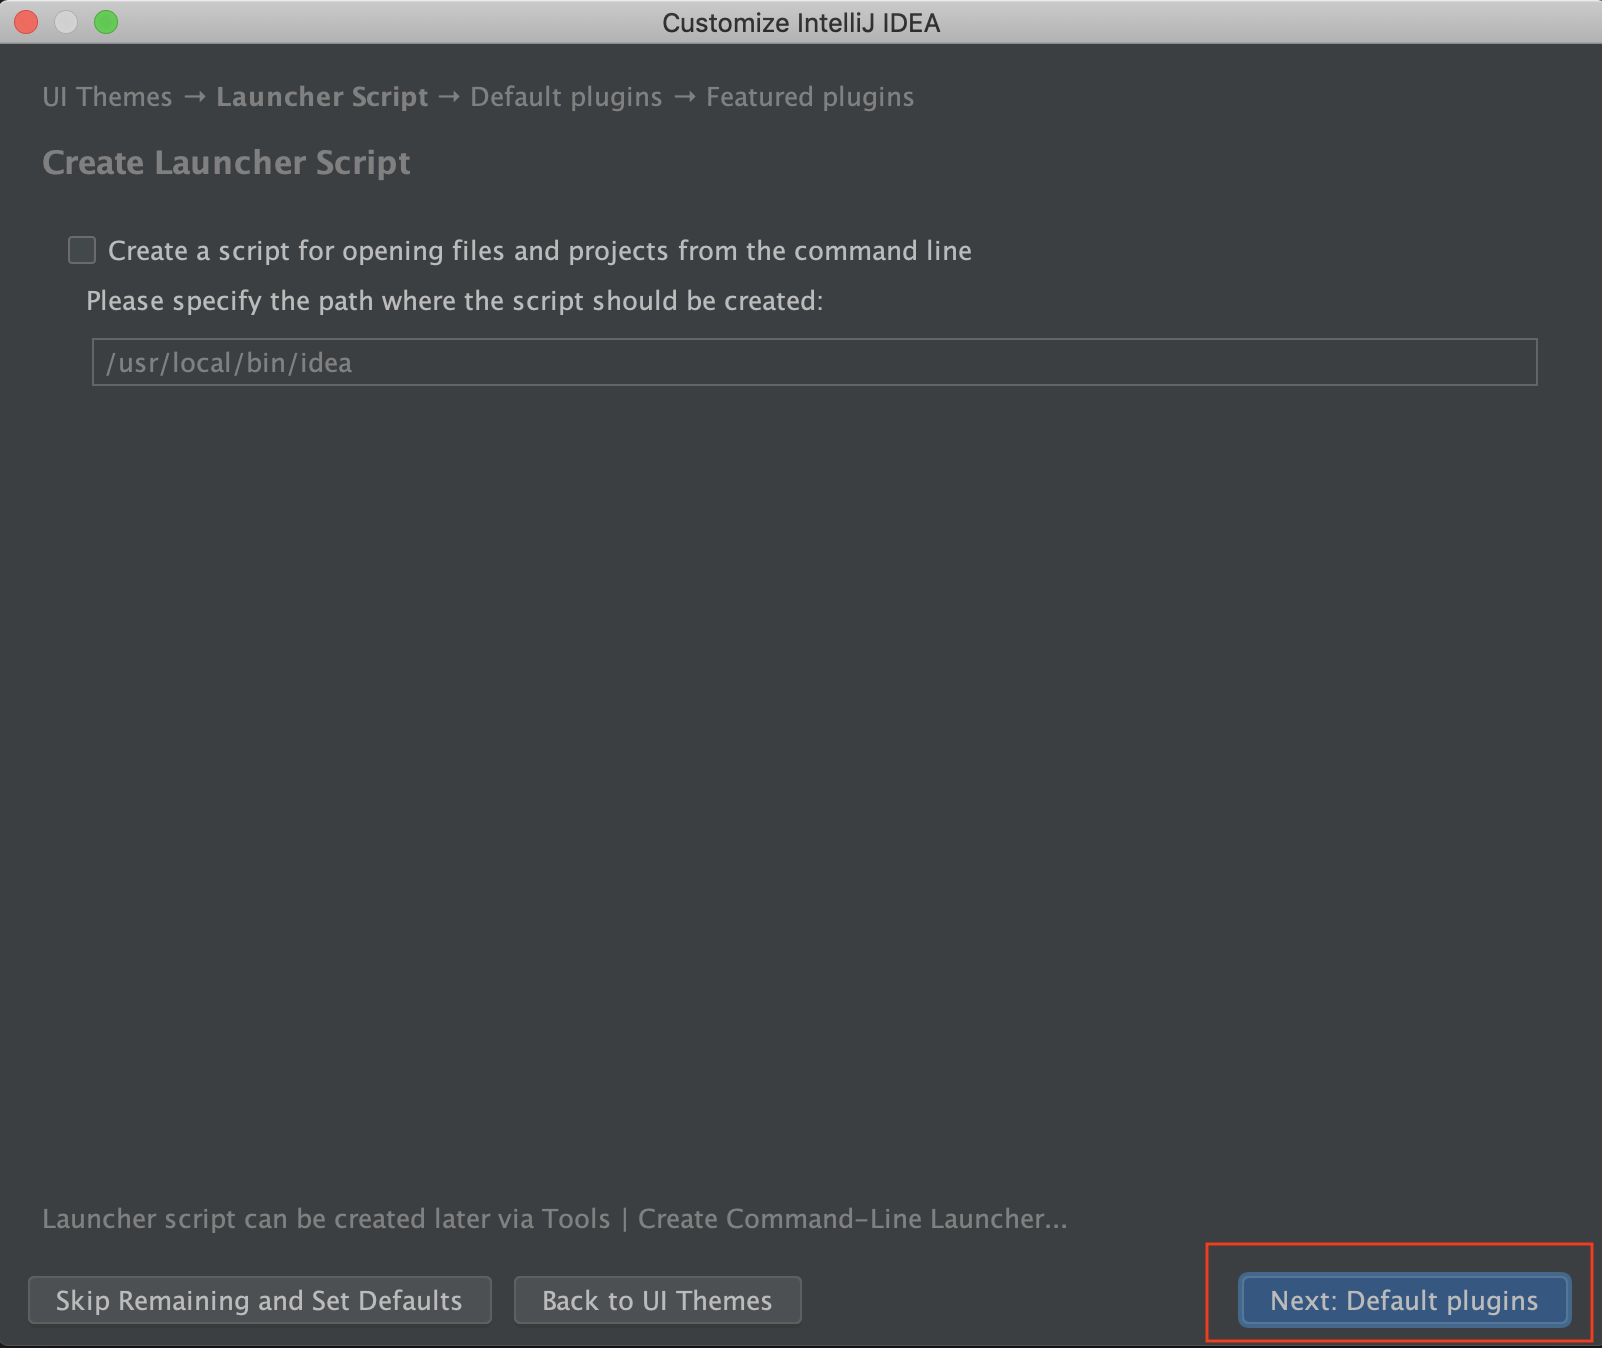 Customize IntelliJ IDEA
UI Themes → Launcher Script → Default plugins → Featured plugins
Create Launcher Script
Create a script for opening files and projects from the command line
Please specify the path where the script should be created:
/usr/local/bin/idea
Launcher script can be created later via Tools | Create Command-Line Launcher...
Skip Remaining and Set Defaults
Back to UI Themes
Next: Default plugins